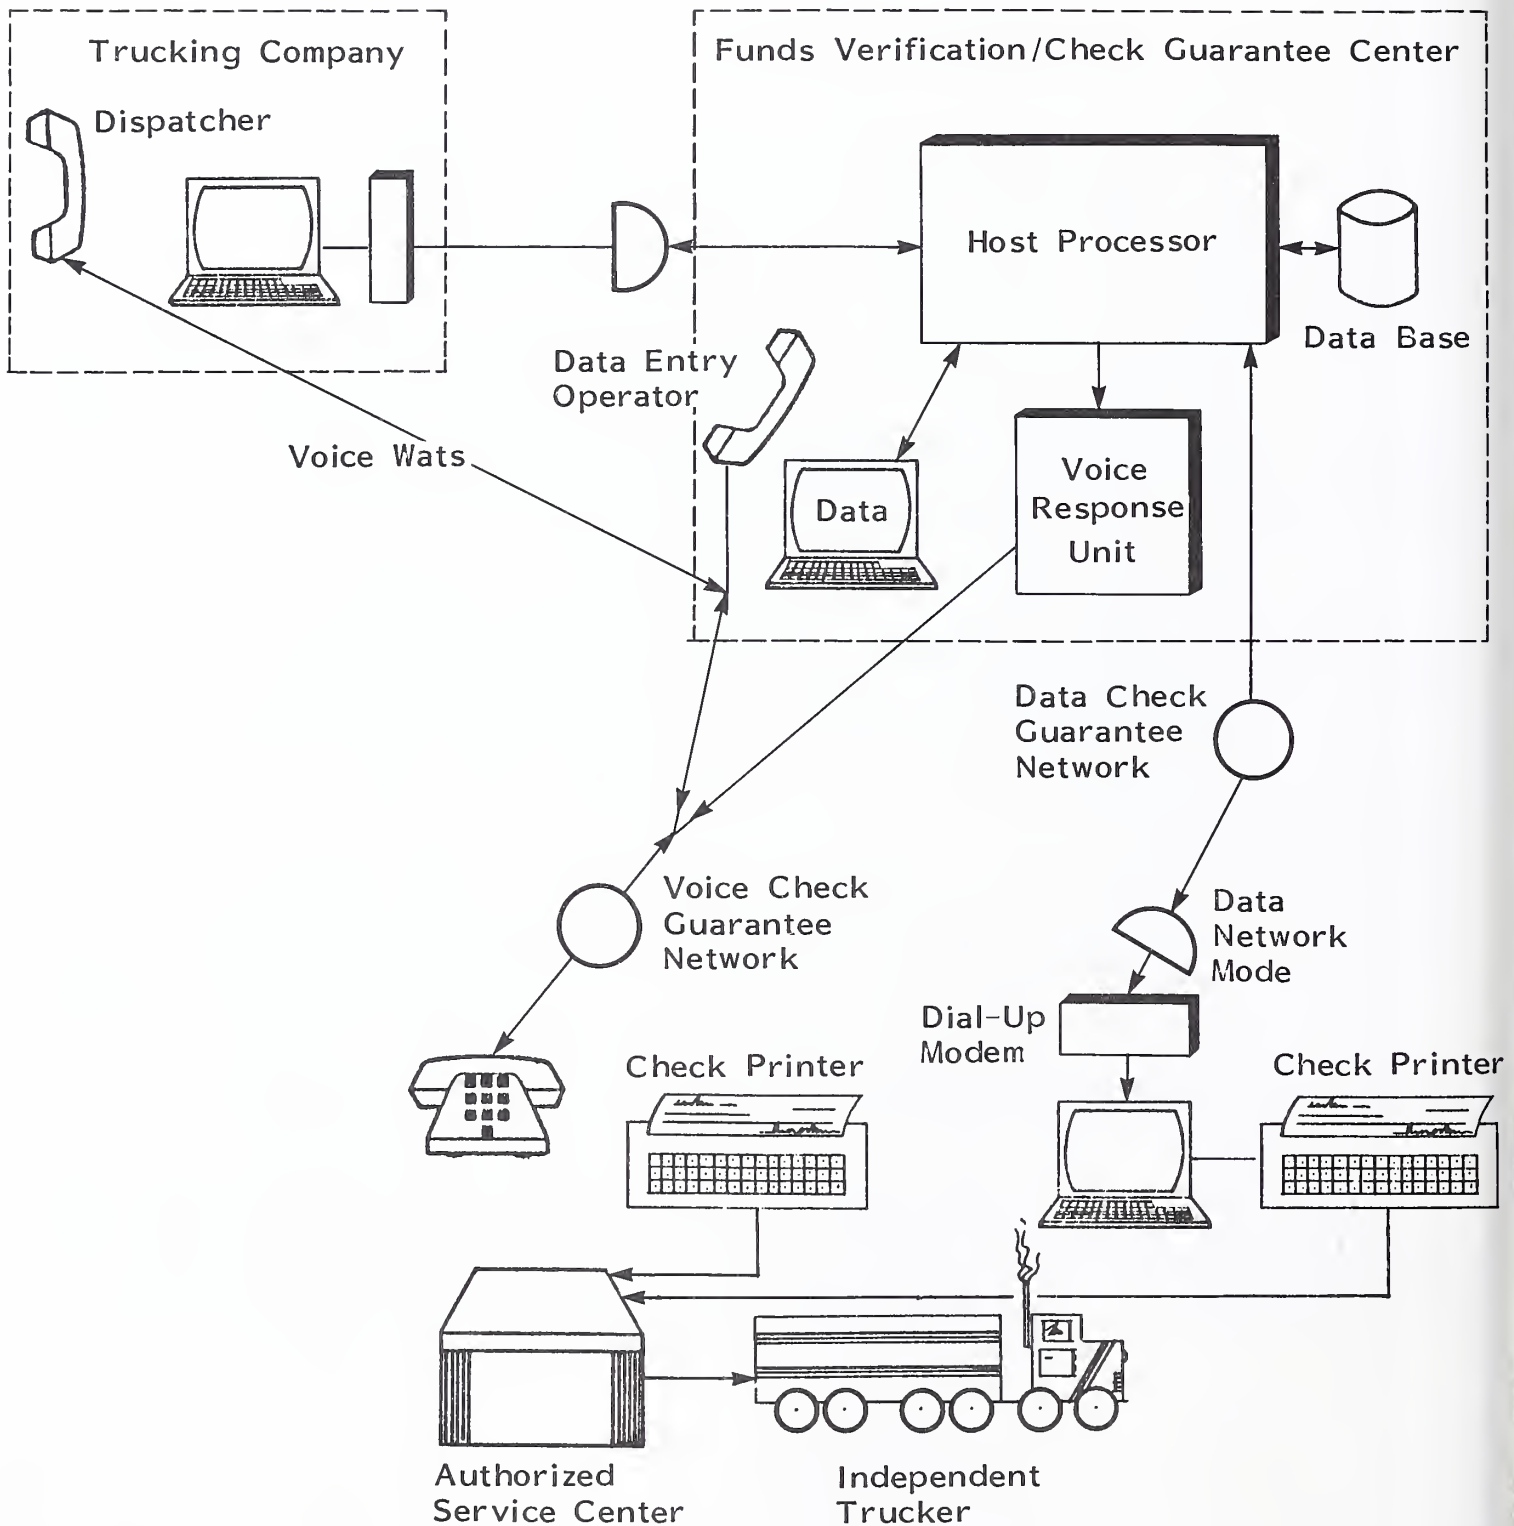 Trucking Company
Funds Verification/Check Guarantee Center
Dispatcher
Host Processor
Data Base
Data Entry
Operator
Voice Wats
Data
Voice
Response
Unit
Data Check
Guarantee
Network
Voice Check
Guarantee
Network
Data
Network
Mode
Dial-Up
Modem
Check Printer
Check Printer
Authorized
Service Center
Independent
Trucker